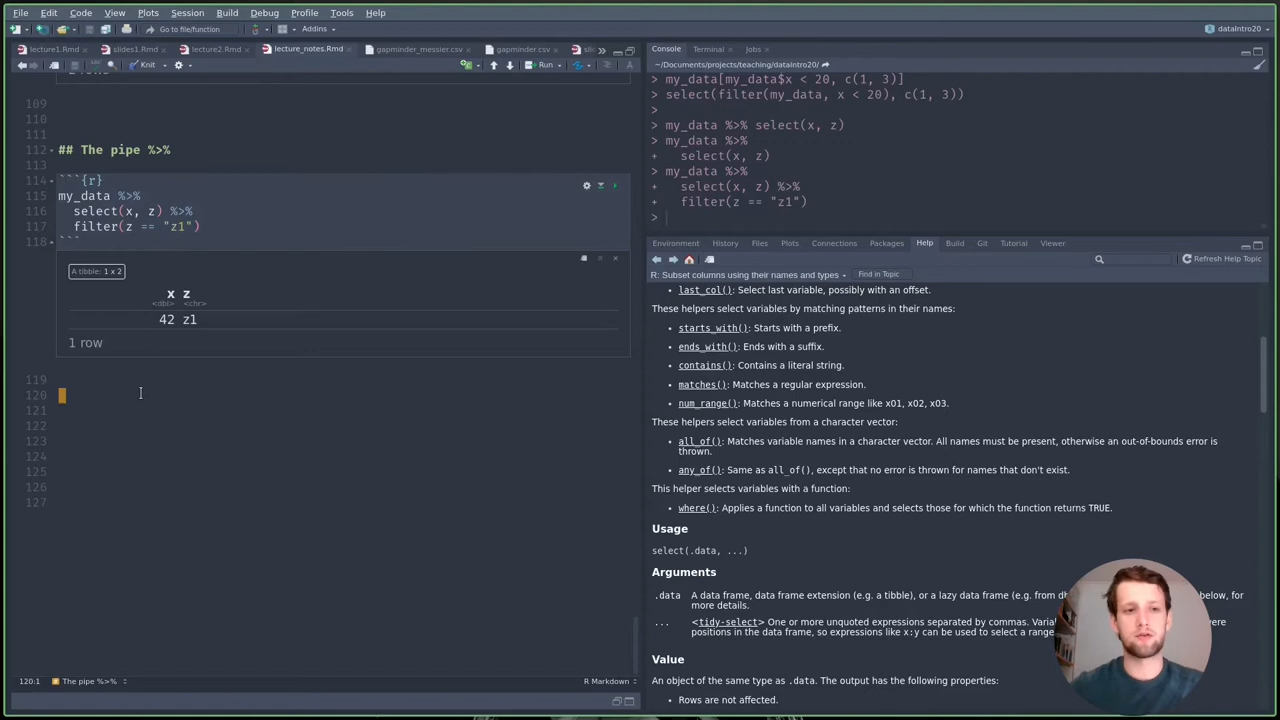 File Edit Code View Plots Session Build Debug Profile Tools Help
Go to file/function Addins dataIntro20
lecture1.Rmd slides1.Rmd lecture2.Rmd lecture_notes.Rmd gapminder_messier.csv gapminder.csv
Knit Run
109
110
111
112 ## The pipe %>%
113
114 ```{r}
115 my_data %>%
116 select(x, z) %>%
117 filter(z == "z1")
118 ```
A tibble: 1 x 2
x z
<dbl> <chr>
42 z1
1 row
119
120
121
122
123
124
125
126
127
120:1 The pipe %>% R Markdown
Console Terminal Jobs
~/Documents/projects/teaching/dataIntro20/
> my_data[my_data$x < 20, c(1, 3)]
> select(filter(my_data, x < 20), c(1, 3))
>
> my_data %>% select(x, z)
> my_data %>%
+ select(x, z)
> my_data %>%
+ select(x, z) %>%
+ filter(z == "z1")
>
Environment History Files Plots Connections Packages Help Build Git Tutorial Viewer
Refresh Help Topic
R: Subset columns using their names and types Find in Topic
• last_col(): Select last variable, possibly with an offset.
These helpers select variables by matching patterns in their names:
• starts_with(): Starts with a prefix.
• ends_with(): Ends with a suffix.
• contains(): Contains a literal string.
• matches(): Matches a regular expression.
• num_range(): Matches a numerical range like x01, x02, x03.
These helpers select variables from a character vector:
• all_of(): Matches variable names in a character vector. All names must be present, otherwise an out-of-bounds error is
thrown.
• any_of(): Same as all_of(), except that no error is thrown for names that don't exist.
This helper selects variables with a function:
• where(): Applies a function to all variables and selects those for which the function returns TRUE.
Usage
select(.data, ...)
Arguments
.data A data frame, data frame extension (e.g. a tibble), or a lazy data frame (e.g. from below, for
more details.
... <tidy-select> One or more unquoted expressions separated by commas. were
positions in the data frame, so expressions like x:y can be used to select a range
Value
An object of the same type as .data. The output has the following properties:
• Rows are not affected.